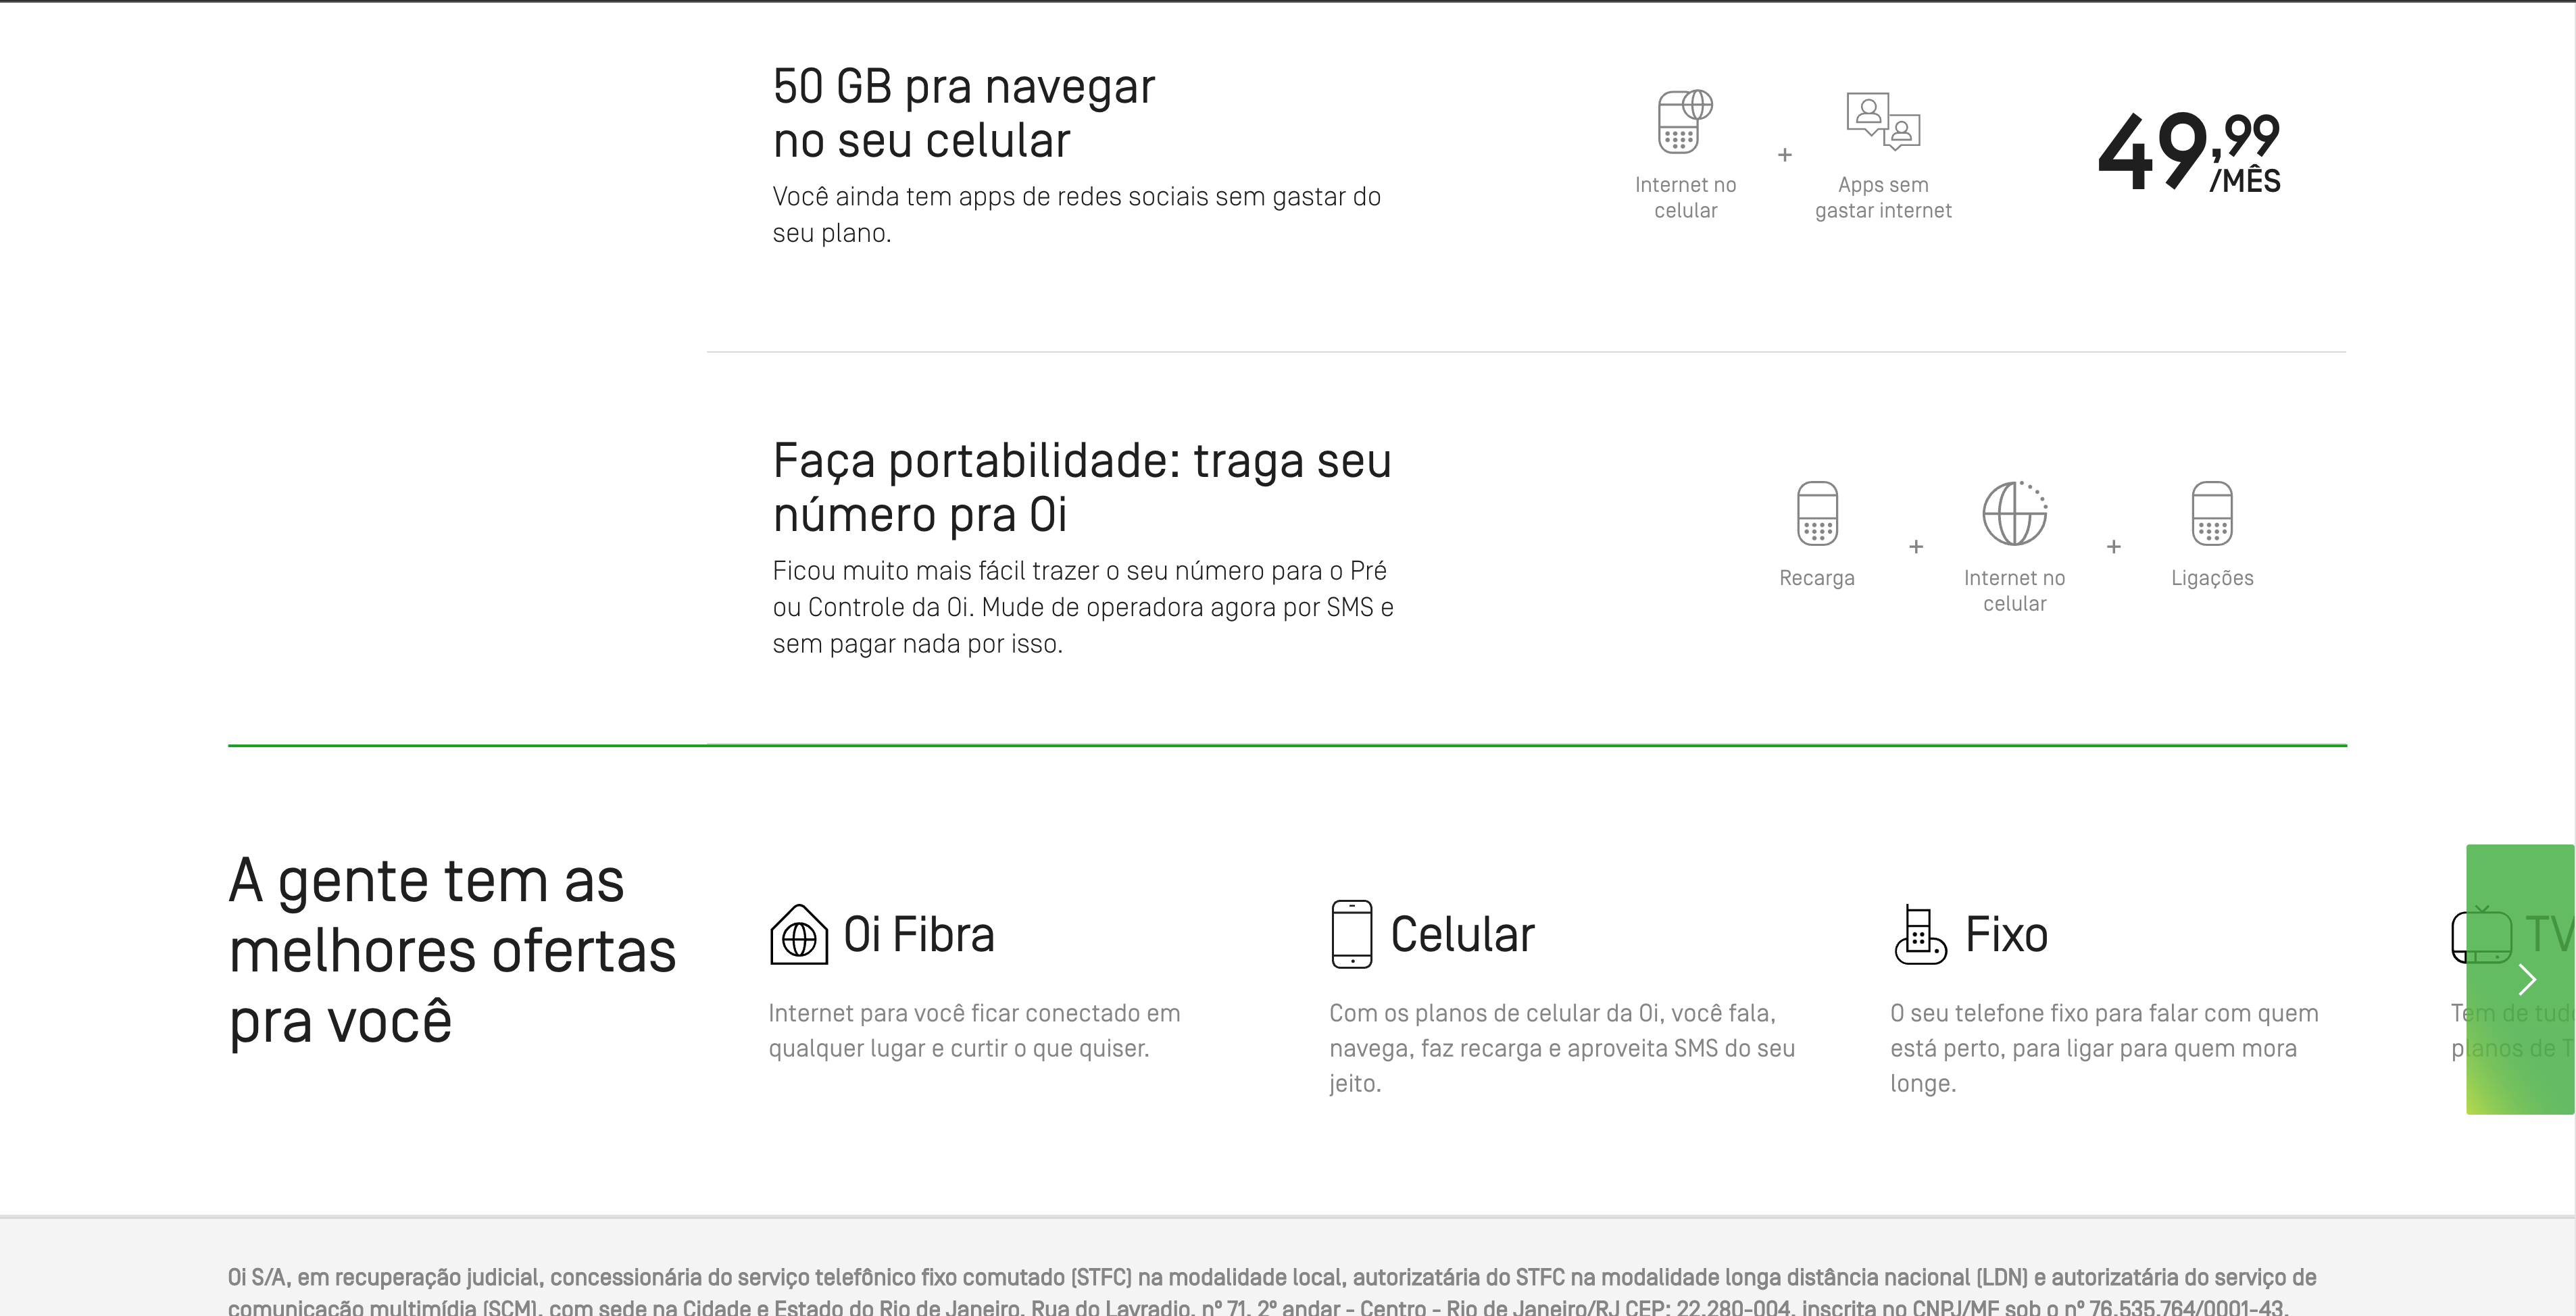 50 GB pra navegar
no seu celular
Você ainda tem apps de redes sociais sem gastar do
seu plano.
Internet no
celular
+
Apps sem
gastar internet
49,99
/MÊS
Faça portabilidade: traga seu
número pra Oi
Ficou muito mais fácil trazer o seu número para o Pré
ou Controle da Oi. Mude de operadora agora por SMS e
sem pagar nada por isso.
Recarga
+
Internet no
celular
+
Ligações
A gente tem as
melhores ofertas
pra você
Oi Fibra
Internet para você ficar conectado em
qualquer lugar e curtir o que quiser.
Celular
Com os planos de celular da Oi, você fala,
navega, faz recarga e aproveita SMS do seu
jeito.
Fixo
O seu telefone fixo para falar com quem
está perto, para ligar para quem mora
longe.
TV
Tem de tud
planos de T
Oi S/A, em recuperação judicial, concessionária do serviço telefônico fixo comutado (STFC) na modalidade local, autorizatária do STFC na modalidade longa distância nacional (LDN) e autorizatária do serviço de
comunicação multimídia (SCM), com sede na Cidade e Estado do Rio de Janeiro, Rua do Lavradio, nº 71, 2º andar - Centro - Rio de Janeiro/RJ CEP: 22.280-004, inscrita no CNPJ/MF sob o nº 76.535.764/0001-43.